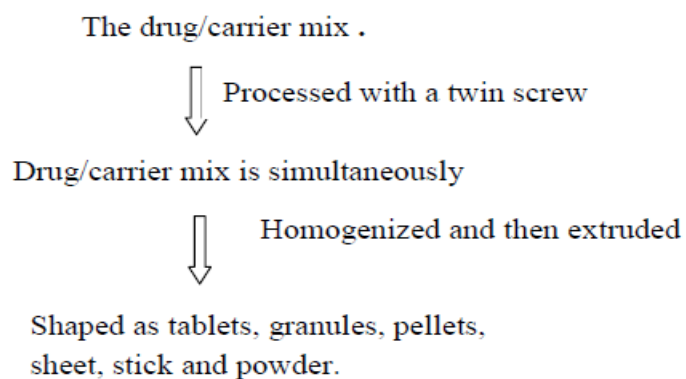 The drug/carrier mix .
Processed with a twin screw
Drug/carrier mix is simultaneously
Homogenized and then extruded
Shaped as tablets, granules, pellets,
sheet, stick and powder.